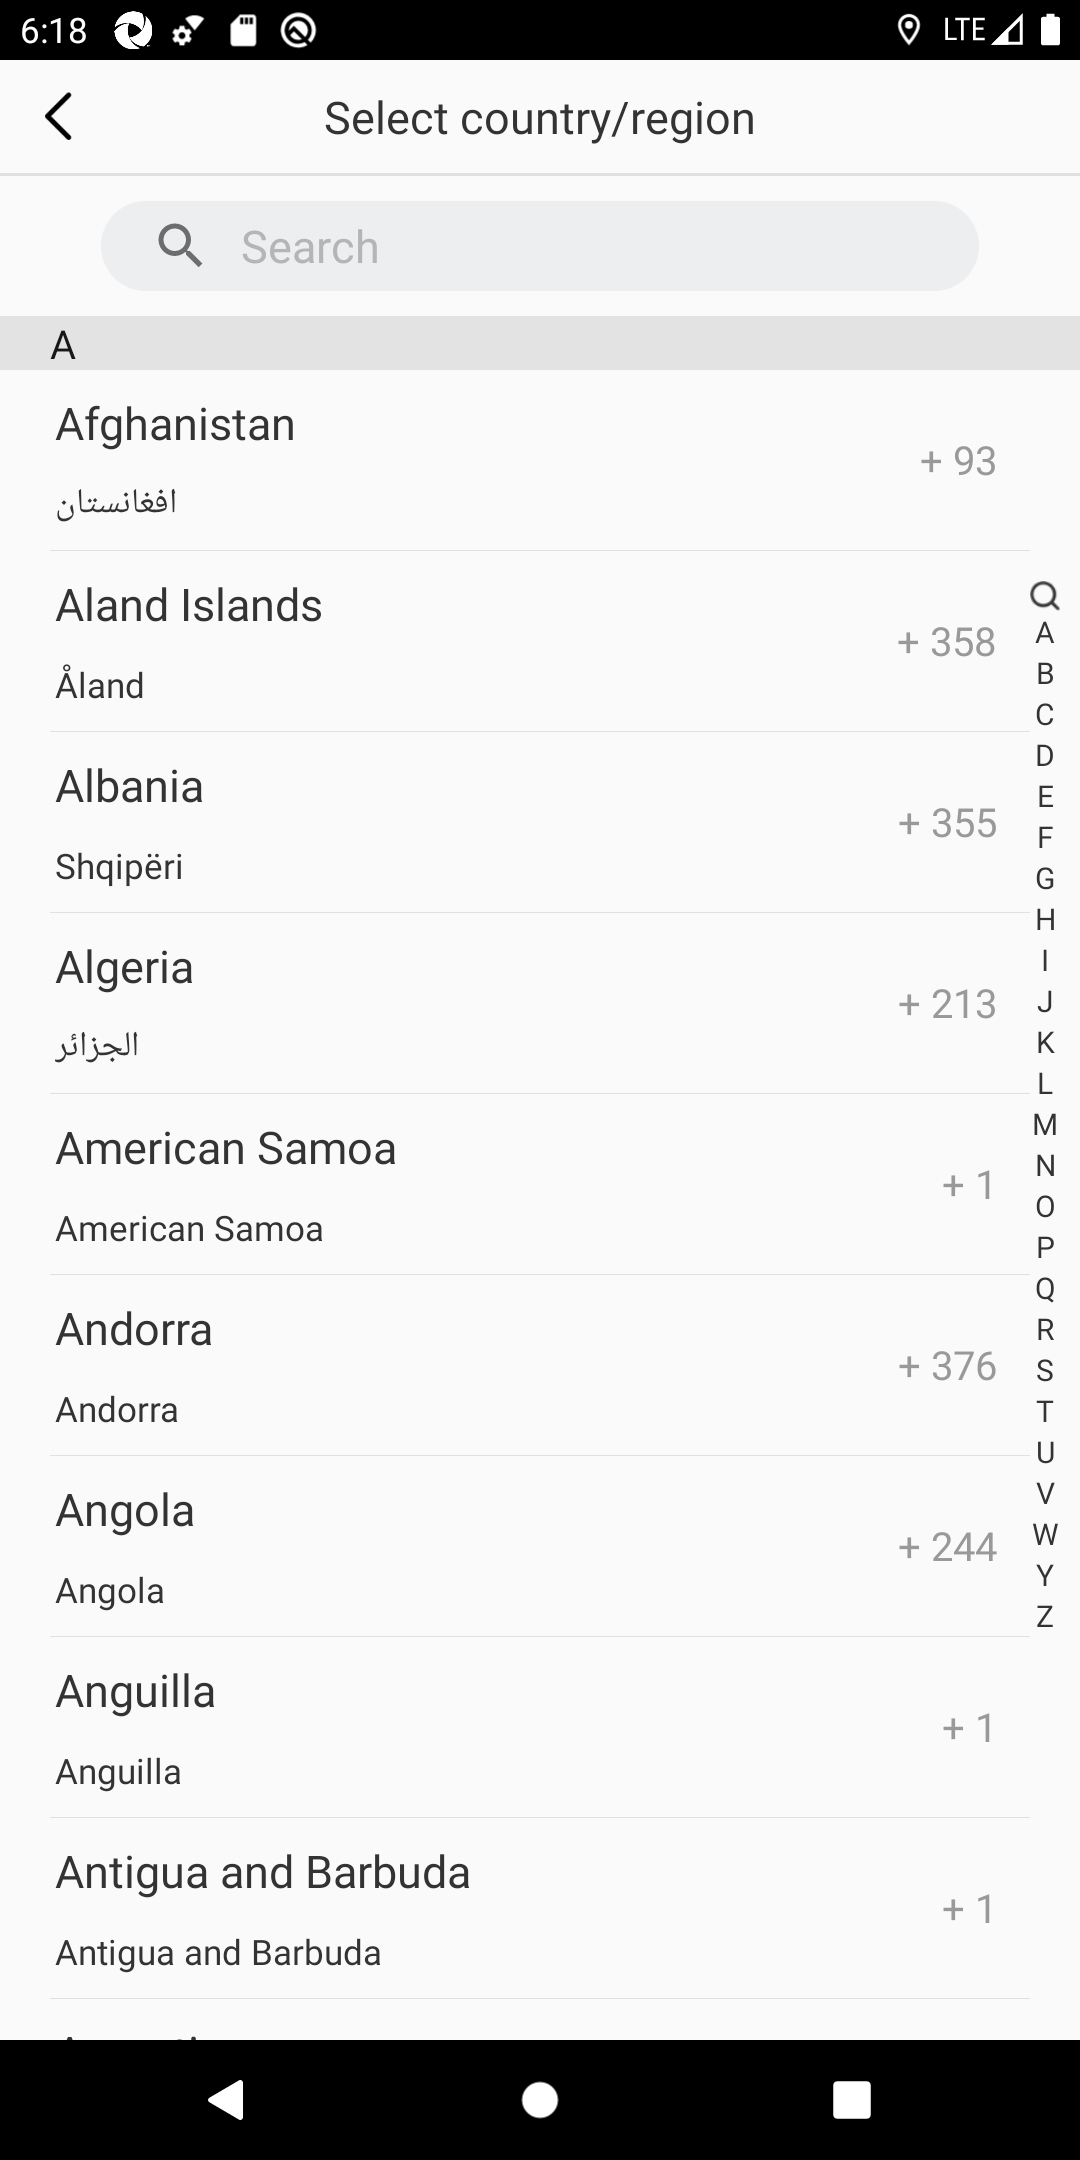 6:18
LTE
Select country/region
Search
A
Afghanistan
+ 93
افغانستان
Aland Islands
+ 358
Åland
Albania
+ 355
Shqipëri
Algeria
+ 213
الجزائر
American Samoa
+ 1
American Samoa
Andorra
+ 376
Andorra
Angola
+ 244
Angola
Anguilla
+ 1
Anguilla
Antigua and Barbuda
+ 1
Antigua and Barbuda
A
B
C
D
E
F
G
H
I
J
K
L
M
N
O
P
Q
R
S
T
U
V
W
Y
Z